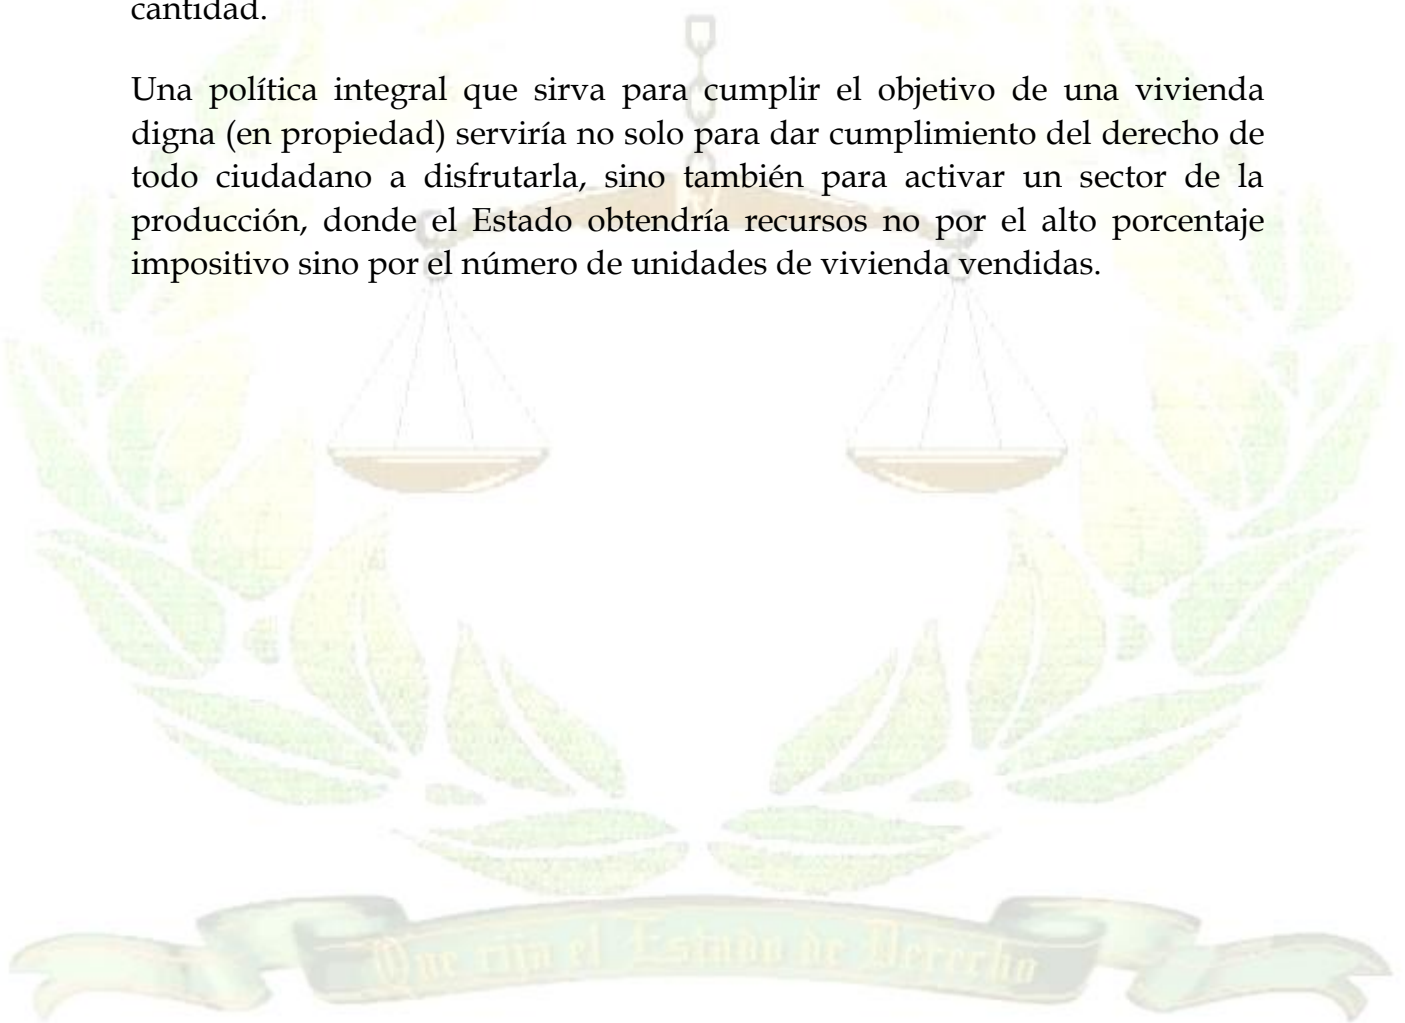 cantidad.
Una política integral que sirva para cumplir el objetivo de una vivienda
digna (en propiedad) serviría no solo para dar cumplimiento del derecho de
todo ciudadano a disfrutarla, sino también para activar un sector de la
producción, donde el Estado obtendría recursos no por el alto porcentaje
impositivo sino por el número de unidades de vivienda vendidas.
Que rija el Estado de Derecho